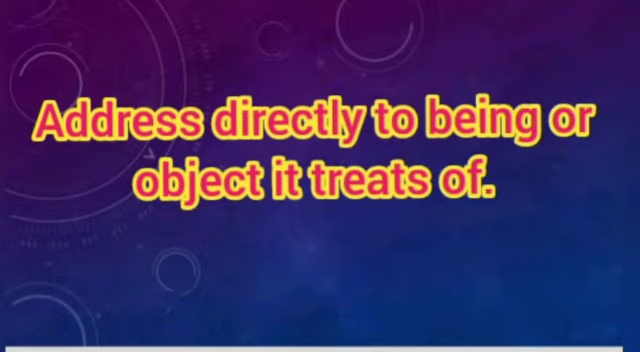 Address directly to being or
object it treats of.